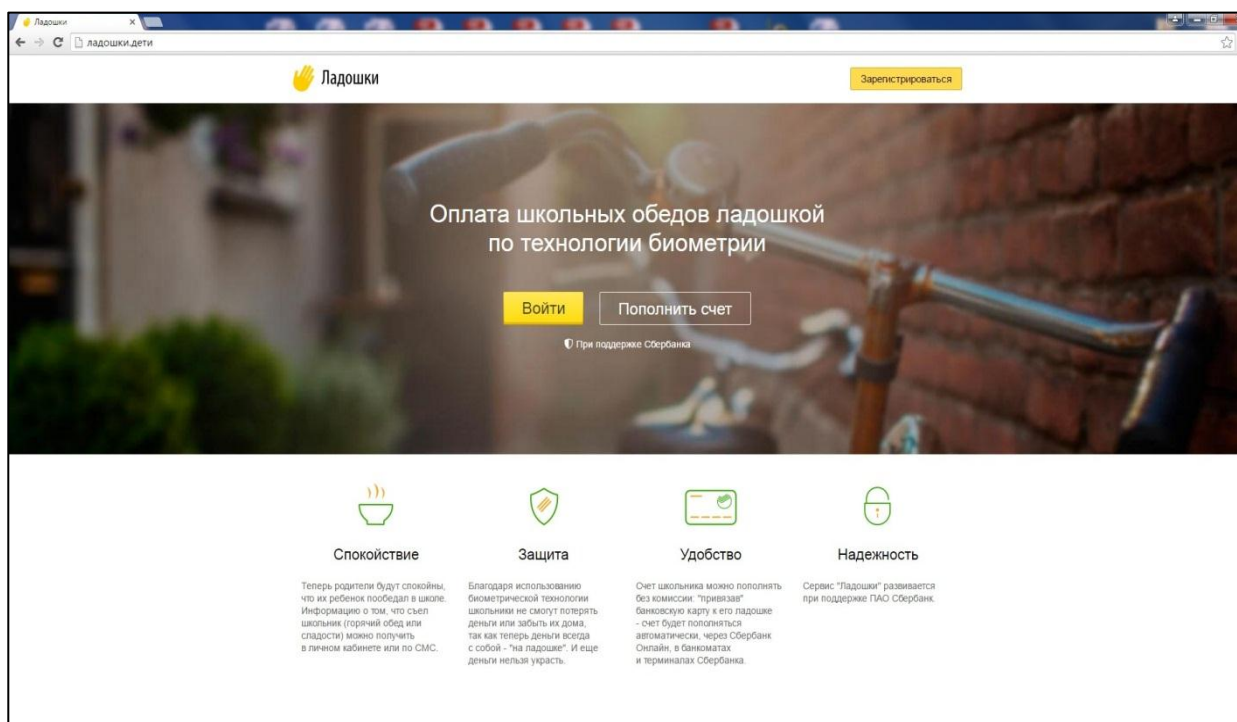 Ладошки
ладошки.дети
Ладошки
Зарегистрироваться
Оплата школьных обедов ладошкой
по технологии биометрии
Войти
Пополнить счет
При поддержке Сбербанка
Спокойствие
Теперь родители будут спокойны,
что их ребенок пообедал в школе.
Информацию о том, что съел
школьник (горячий обед или
сладости) можно получить
в личном кабинете или по СМС.
Защита
Благодаря использованию
биометрической технологии
школьники не смогут потерять
деньги или забыть их дома,
так как теперь деньги всегда
с собой - "на ладошке". И еще
деньги нельзя украсть.
Удобство
Счет школьника можно пополнять
без комиссии: "привязав"
банковскую карту к его ладошке
- счет будет пополняться
автоматически, через Сбербанк
Онлайн, в банкоматах
и терминалах Сбербанка.
Надежность
Сервис "Ладошки" развивается
при поддержке ПАО Сбербанк.